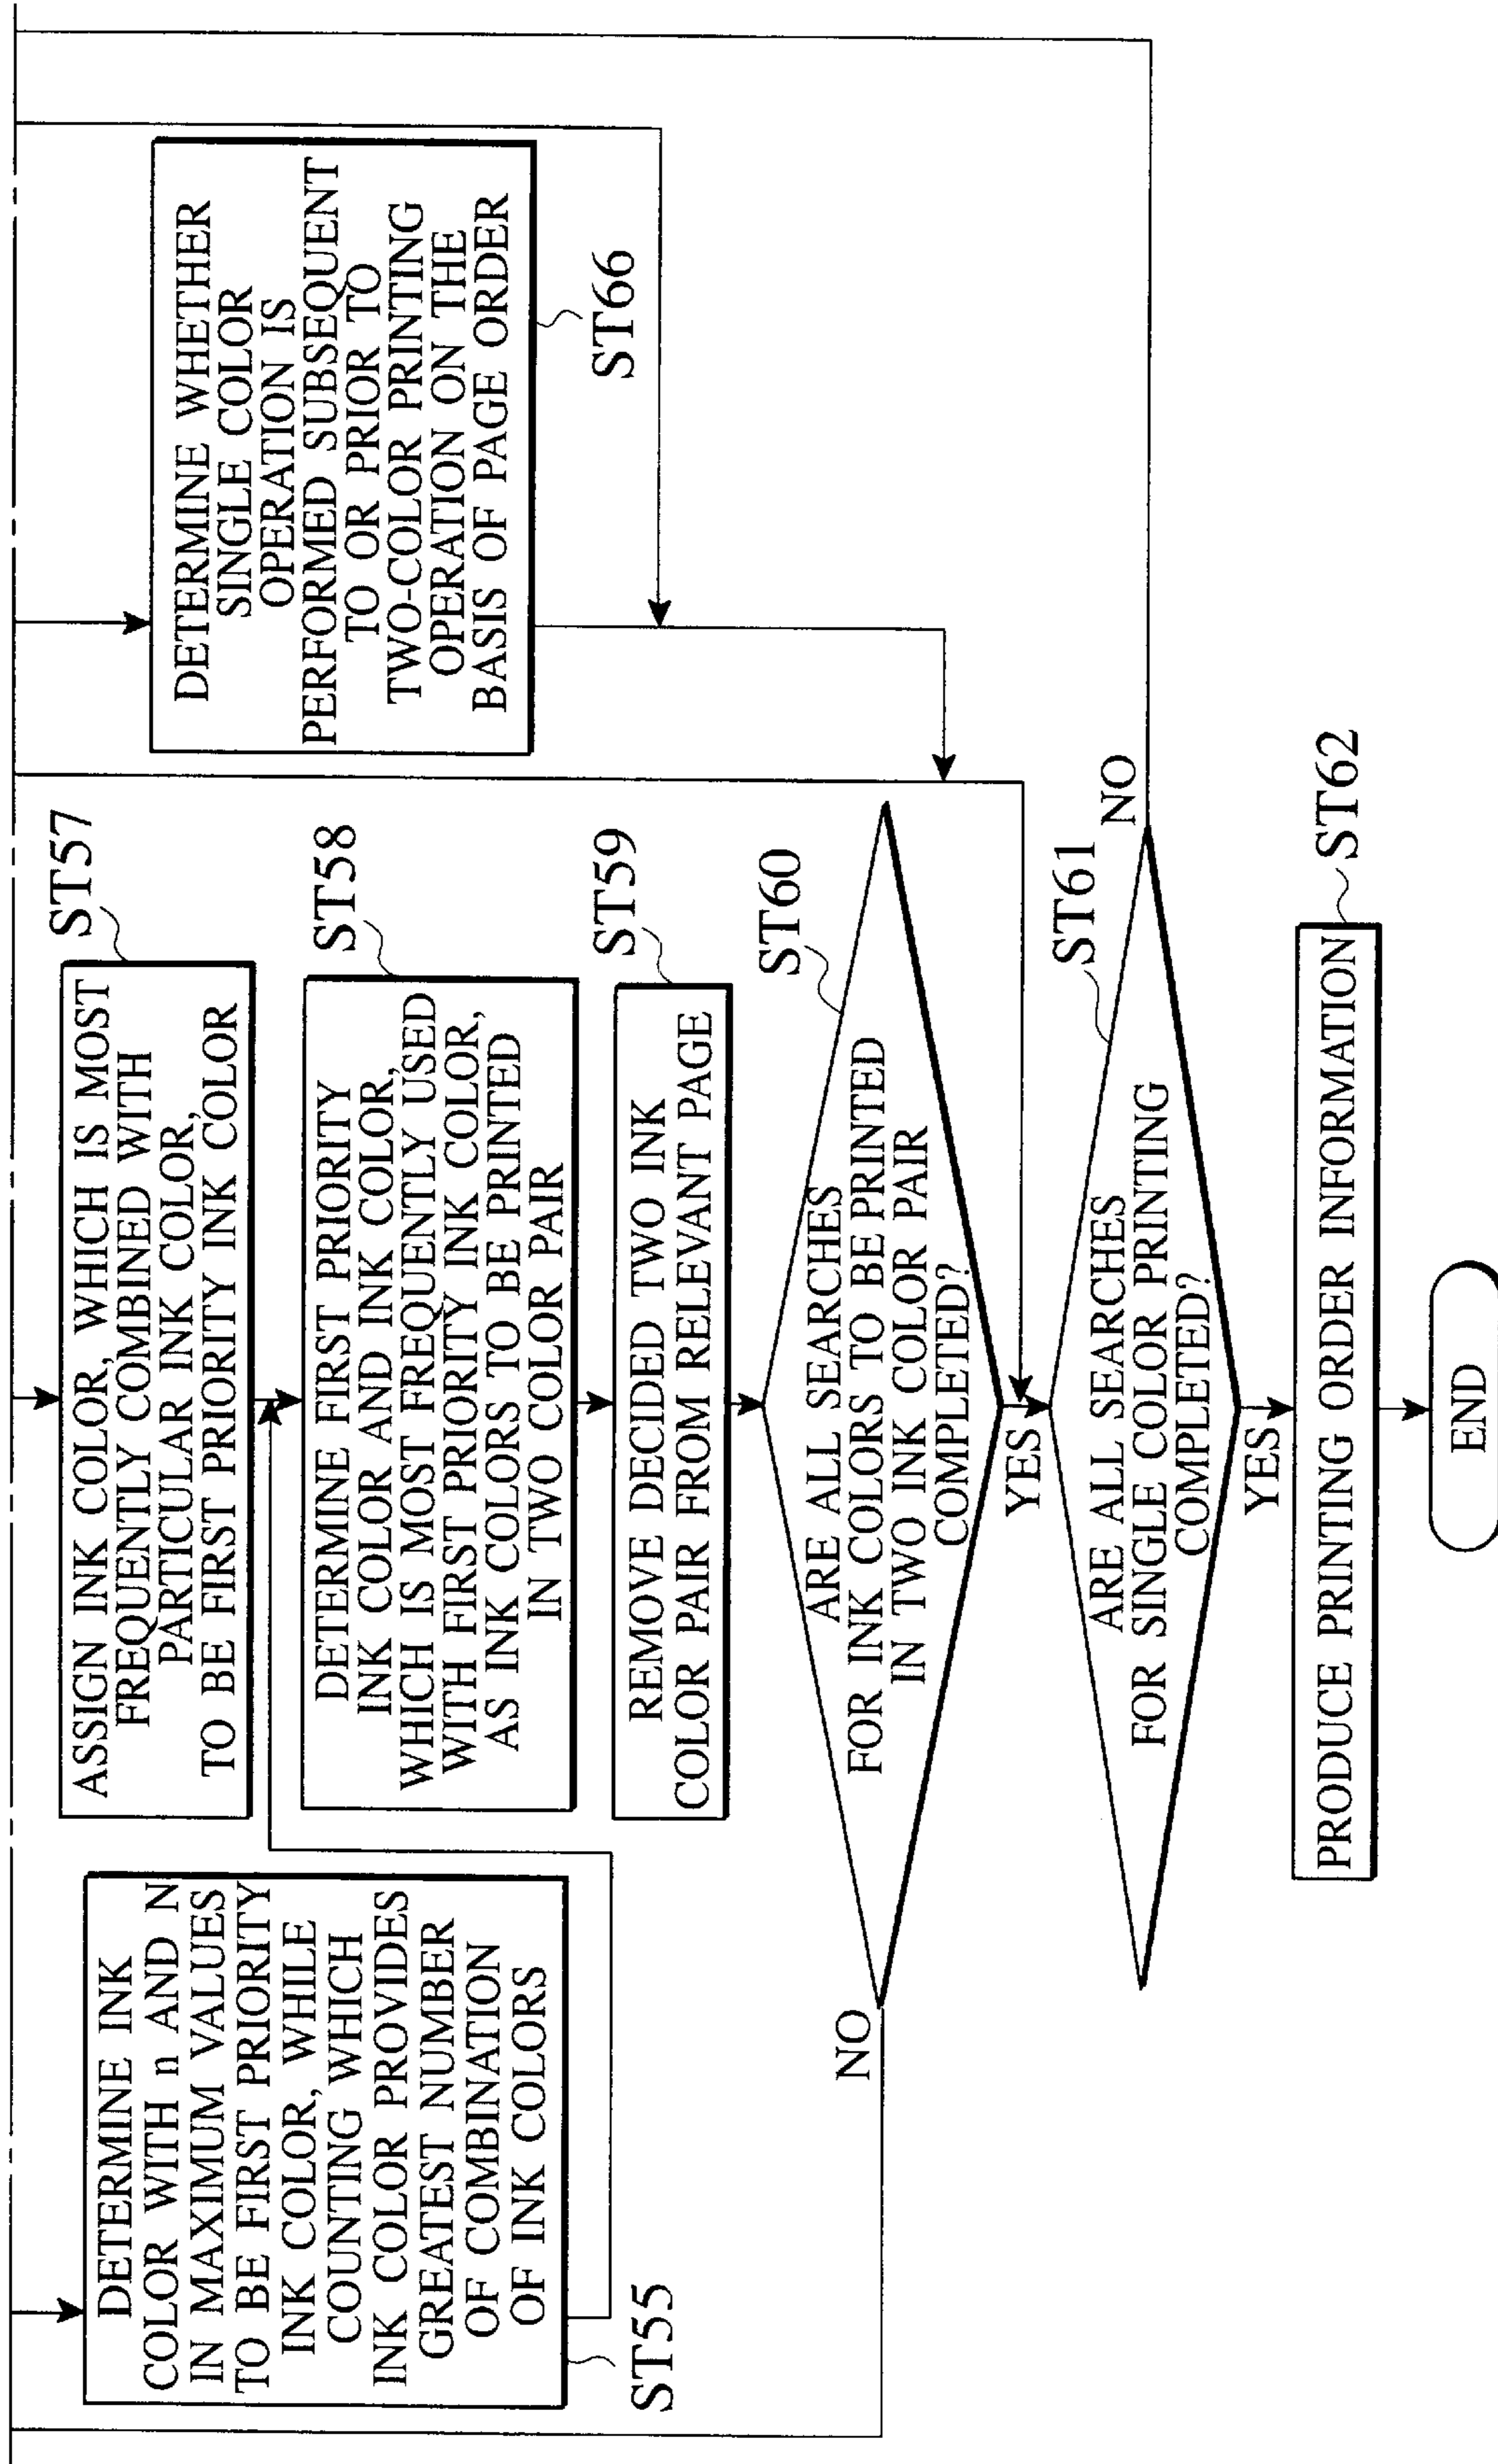 DETERMINE INK
COLOR WITH n AND N
IN MAXIMUM VALUES
TO BE FIRST PRIORITY
INK COLOR, WHILE
COUNTING WHICH
INK COLOR PROVIDES
GREATEST NUMBER
OF COMBINATION
OF INK COLORS
ST55
ASSIGN INK COLOR, WHICH IS MOST
FREQUENTLY COMBINED WITH
PARTICULAR INK COLOR,
TO BE FIRST PRIORITY INK COLOR
ST57
DETERMINE FIRST PRIORITY
INK COLOR AND INK COLOR,
WHICH IS MOST FREQUENTLY USED
WITH FIRST PRIORITY INK COLOR,
AS INK COLORS TO BE PRINTED
IN TWO COLOR PAIR
ST58
REMOVE DECIDED TWO INK
COLOR PAIR FROM RELEVANT PAGE
ST59
ARE ALL SEARCHES
FOR INK COLORS TO BE PRINTED
IN TWO INK COLOR PAIR
COMPLETED?
ST60
NO
YES
ARE ALL SEARCHES
FOR SINGLE COLOR PRINTING
COMPLETED?
ST61
NO
YES
PRODUCE PRINTING ORDER INFORMATION
ST62
END
DETERMINE WHETHER
SINGLE COLOR
OPERATION IS
PERFORMED SUBSEQUENT
TO OR PRIOR TO
TWO-COLOR PRINTING
OPERATION ON THE
BASIS OF PAGE ORDER
ST66